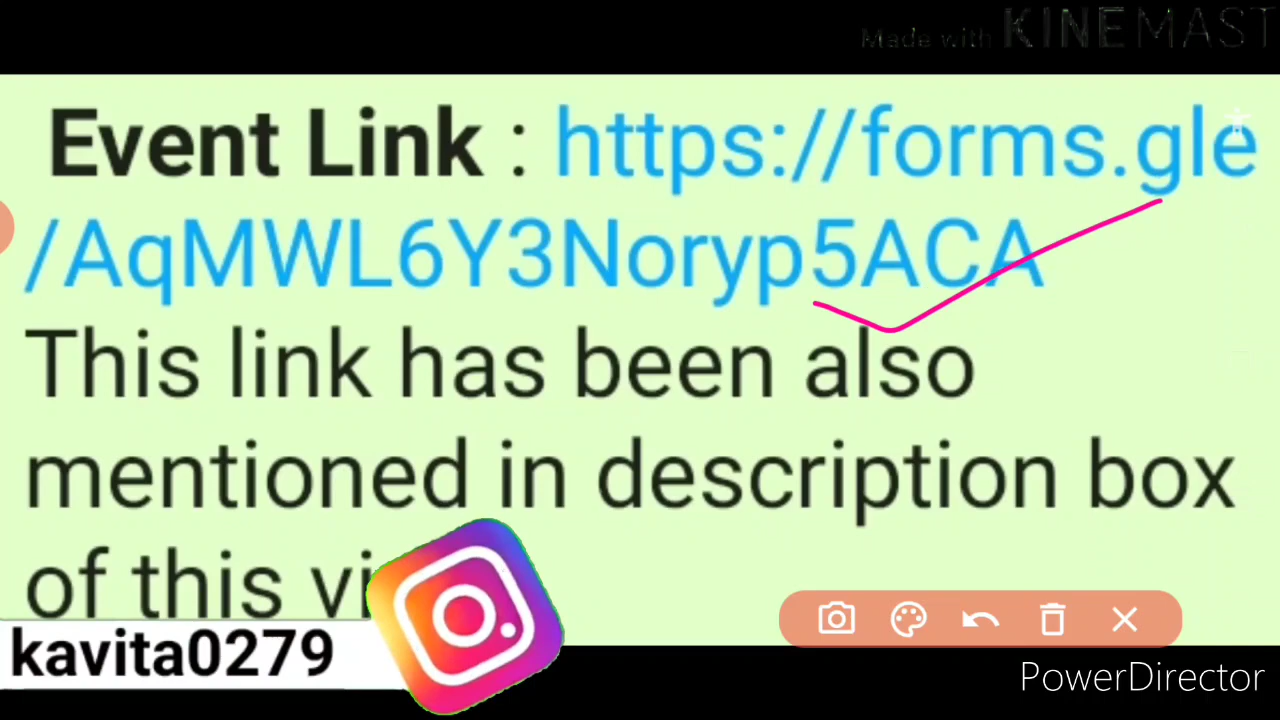 Made with KINEMAST
Event Link : https://forms.gle
/AqMWL6Y3Noryp5ACA
This link has been also
mentioned in description box
of this vi
kavita0279
PowerDirector